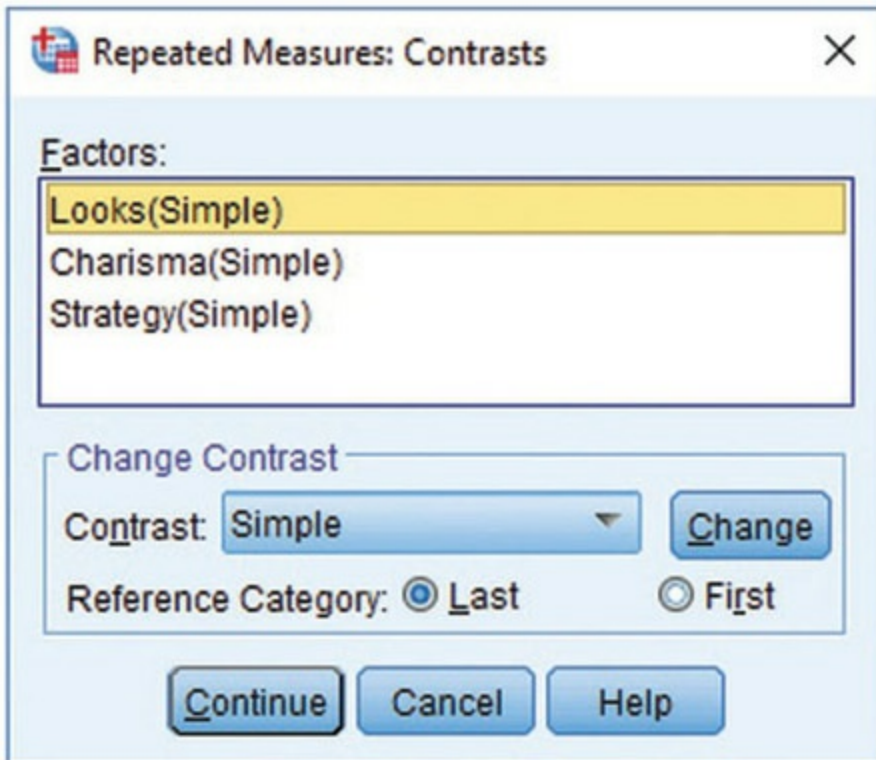 Repeated Measures: Contrasts
Factors:
Looks(Simple)
Charisma(Simple)
Strategy(Simple)
Change Contrast
Contrast: Simple Change
Reference Category: Last First
Continue Cancel Help